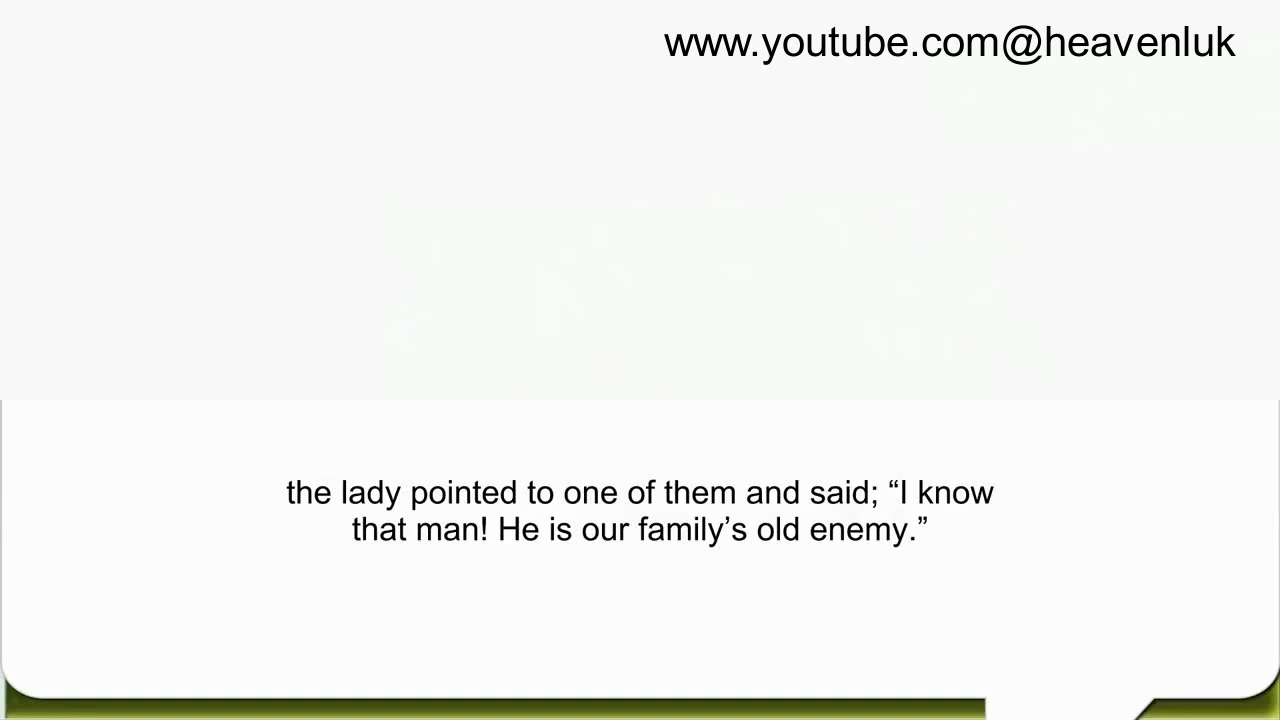 www.youtube.com@heavenluk
the lady pointed to one of them and said; “I know
that man! He is our family’s old enemy.”